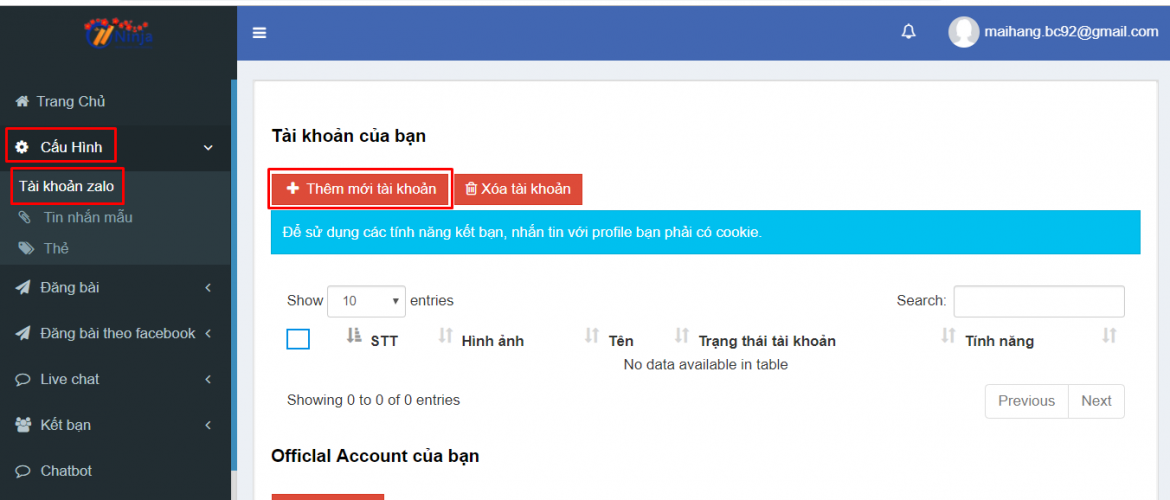 Ninja
maihang.bc92@gmail.com
Trang Chủ
Cấu Hình
Tài khoản zalo
Tin nhắn mẫu
Thẻ
Đăng bài
Đăng bài theo facebook
Live chat
Kết bạn
Chatbot
Tài khoản của bạn
Thêm mới tài khoản Xóa tài khoản
Để sử dụng các tính năng kết bạn, nhắn tin với profile bạn phải có cookie.
Show 10 entries Search:
STT Hình ảnh Tên Trạng thái tài khoản Tính năng
No data available in table
Showing 0 to 0 of 0 entries Previous Next
Official Account của bạn